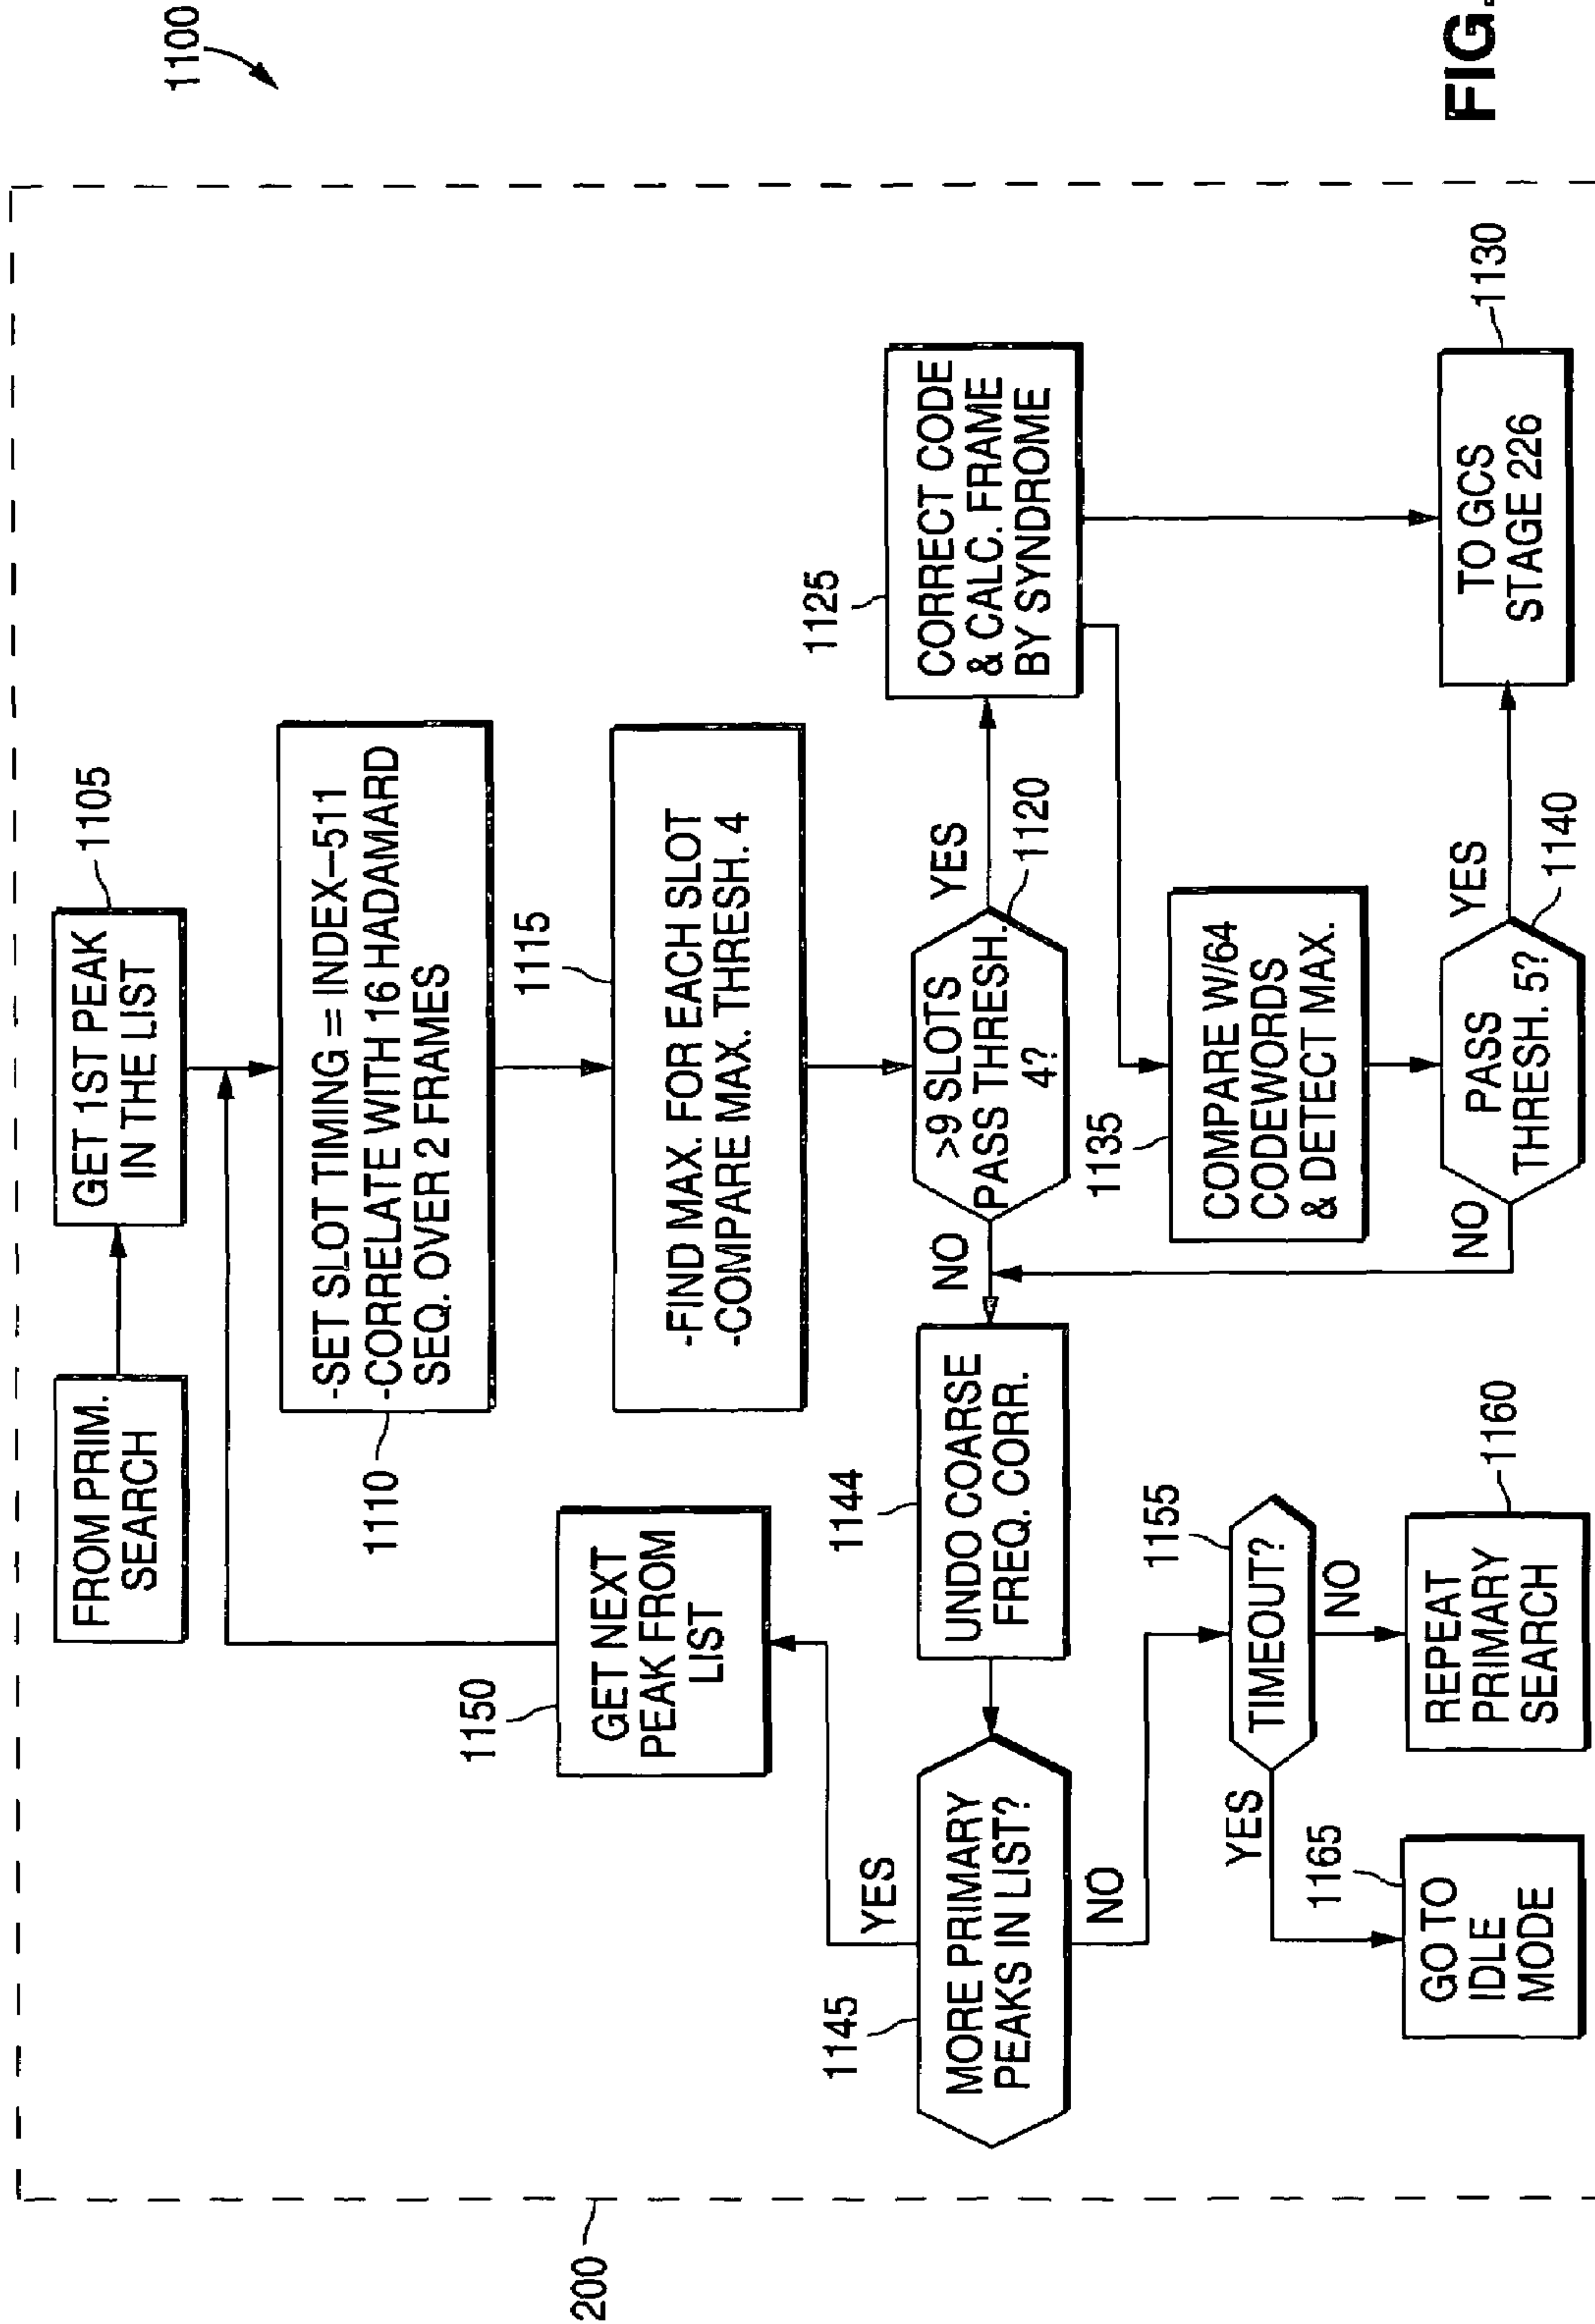 1100
200
FROM PRIM.
SEARCH
GET 1ST PEAK
IN THE LIST
1105
-SET SLOT TIMING = INDEX–511
-CORRELATE WITH 16 HADAMARD
SEQ. OVER 2 FRAMES
1110
1115
-FIND MAX. FOR EACH SLOT
-COMPARE MAX. THRESH. 4
>9 SLOTS
PASS THRESH.
4?
1120
YES
NO
1125
CORRECT CODE
& CALC. FRAME
BY SYNDROME
TO GCS
STAGE 226
1130
1135
COMPARE W/64
CODEWORDS
& DETECT MAX.
PASS
THRESH. 5?
1140
YES
NO
1144
UNDO COARSE
FREQ. CORR.
1145
MORE PRIMARY
PEAKS IN LIST?
YES
NO
1150
GET NEXT
PEAK FROM
LIST
1155
TIMEOUT?
YES
NO
REPEAT
PRIMARY
SEARCH
1160
1165
GO TO
IDLE
MODE
FIG.